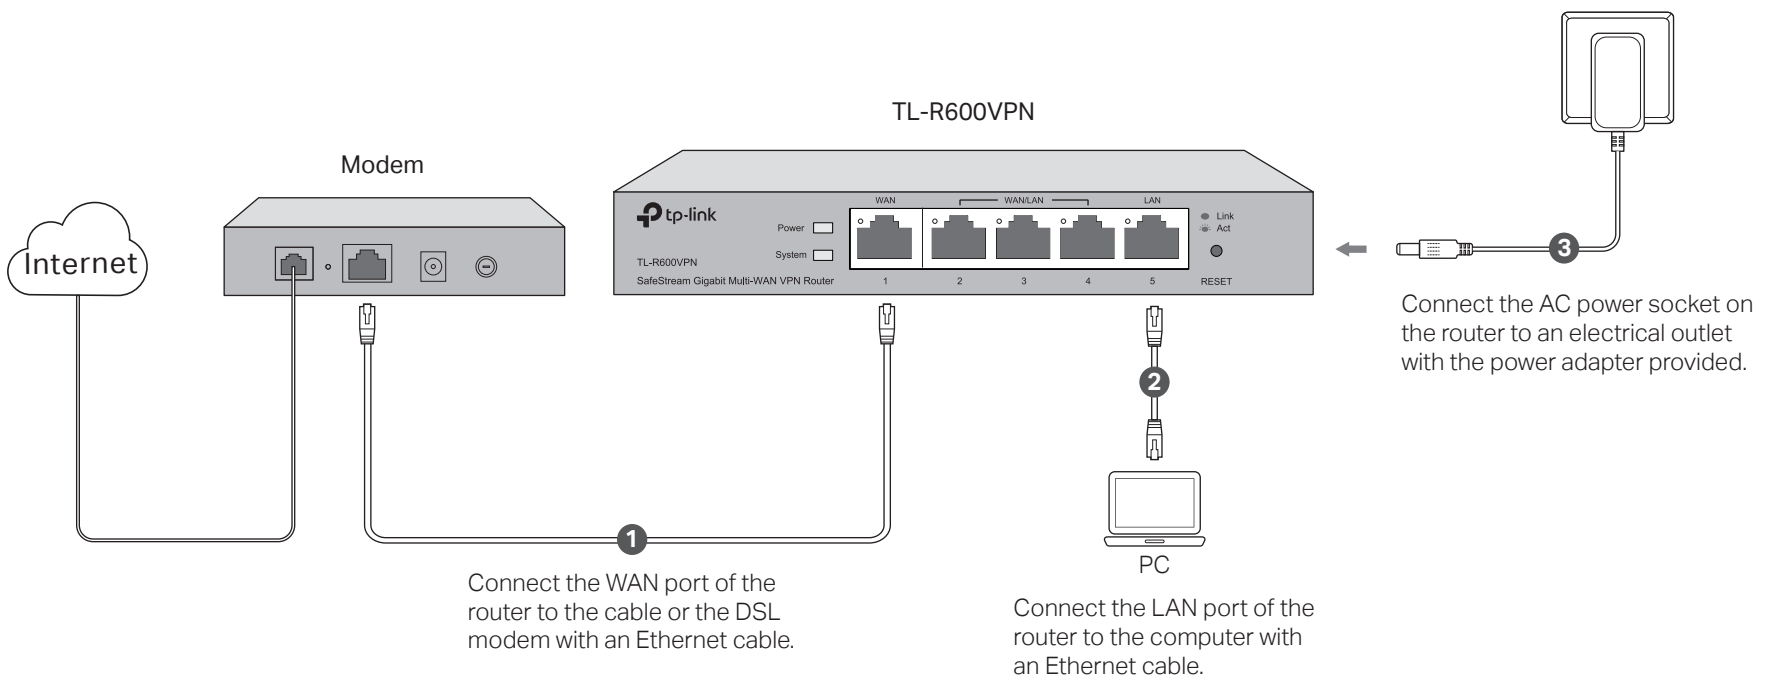 TL-R600VPN
Modem
Internet
tp-link
TL-R600VPN
SafeStream Gigabit Multi-WAN VPN Router
Power
System
WAN
WAN/LAN
LAN
1
2
3
4
5
Link
Act
RESET
3
Connect the AC power socket on
the router to an electrical outlet
with the power adapter provided.
1
Connect the WAN port of the
router to the cable or the DSL
modem with an Ethernet cable.
2
PC
Connect the LAN port of the
router to the computer with
an Ethernet cable.